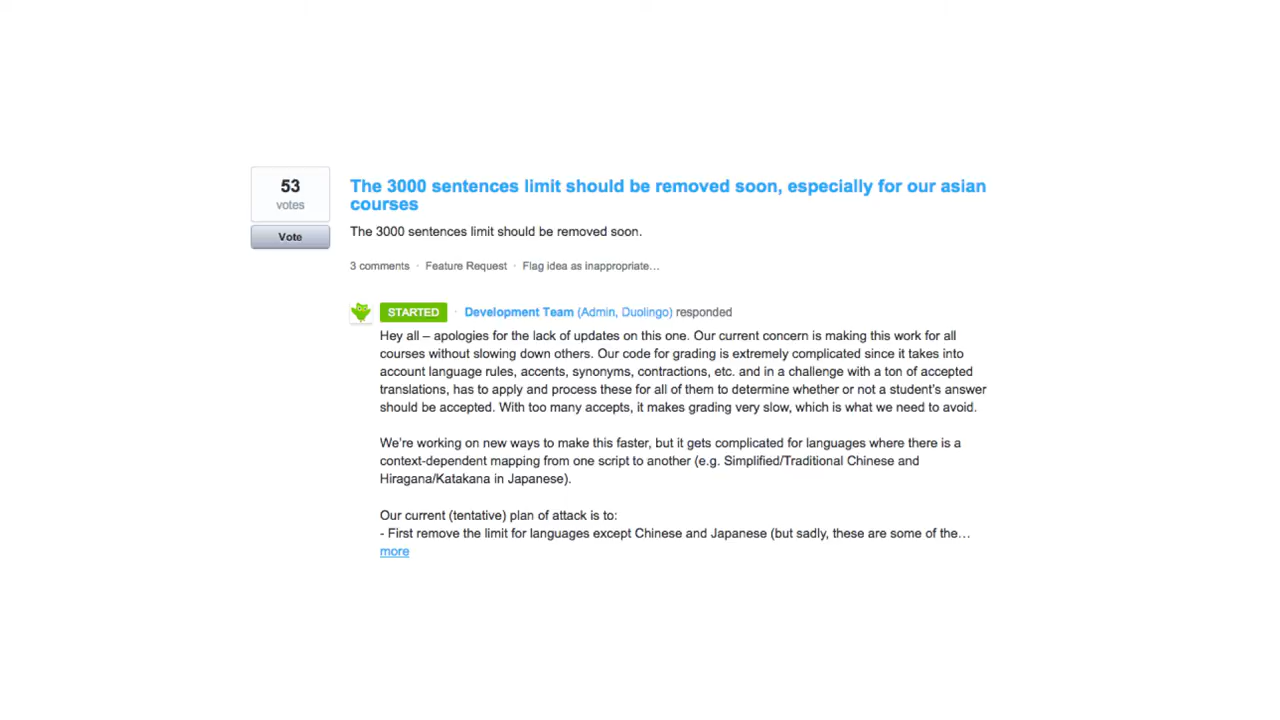 53
votes
Vote
The 3000 sentences limit should be removed soon, especially for our asian
courses
The 3000 sentences limit should be removed soon.
3 comments · Feature Request · Flag idea as inappropriate…
STARTED · Development Team (Admin, Duolingo) responded
Hey all – apologies for the lack of updates on this one. Our current concern is making this work for all
courses without slowing down others. Our code for grading is extremely complicated since it takes into
account language rules, accents, synonyms, contractions, etc. and in a challenge with a ton of accepted
translations, has to apply and process these for all of them to determine whether or not a student's answer
should be accepted. With too many accepts, it makes grading very slow, which is what we need to avoid.
We're working on new ways to make this faster, but it gets complicated for languages where there is a
context-dependent mapping from one script to another (e.g. Simplified/Traditional Chinese and
Hiragana/Katakana in Japanese).
Our current (tentative) plan of attack is to:
- First remove the limit for languages except Chinese and Japanese (but sadly, these are some of the…
more